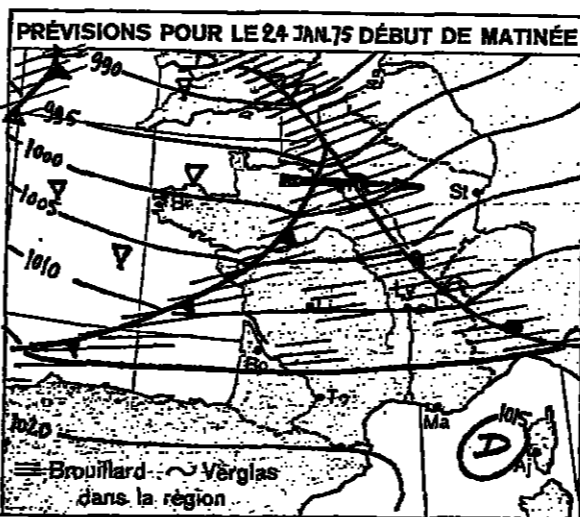 PRÉVISIONS POUR LE 24 JAN.75 DÉBUT DE MATINÉE
990
995
1000
1005
St
Br
1010
Li
Ly
Bo
To
Ma
1015
D
Aj
1020
Brouillard Verglas
dans la région